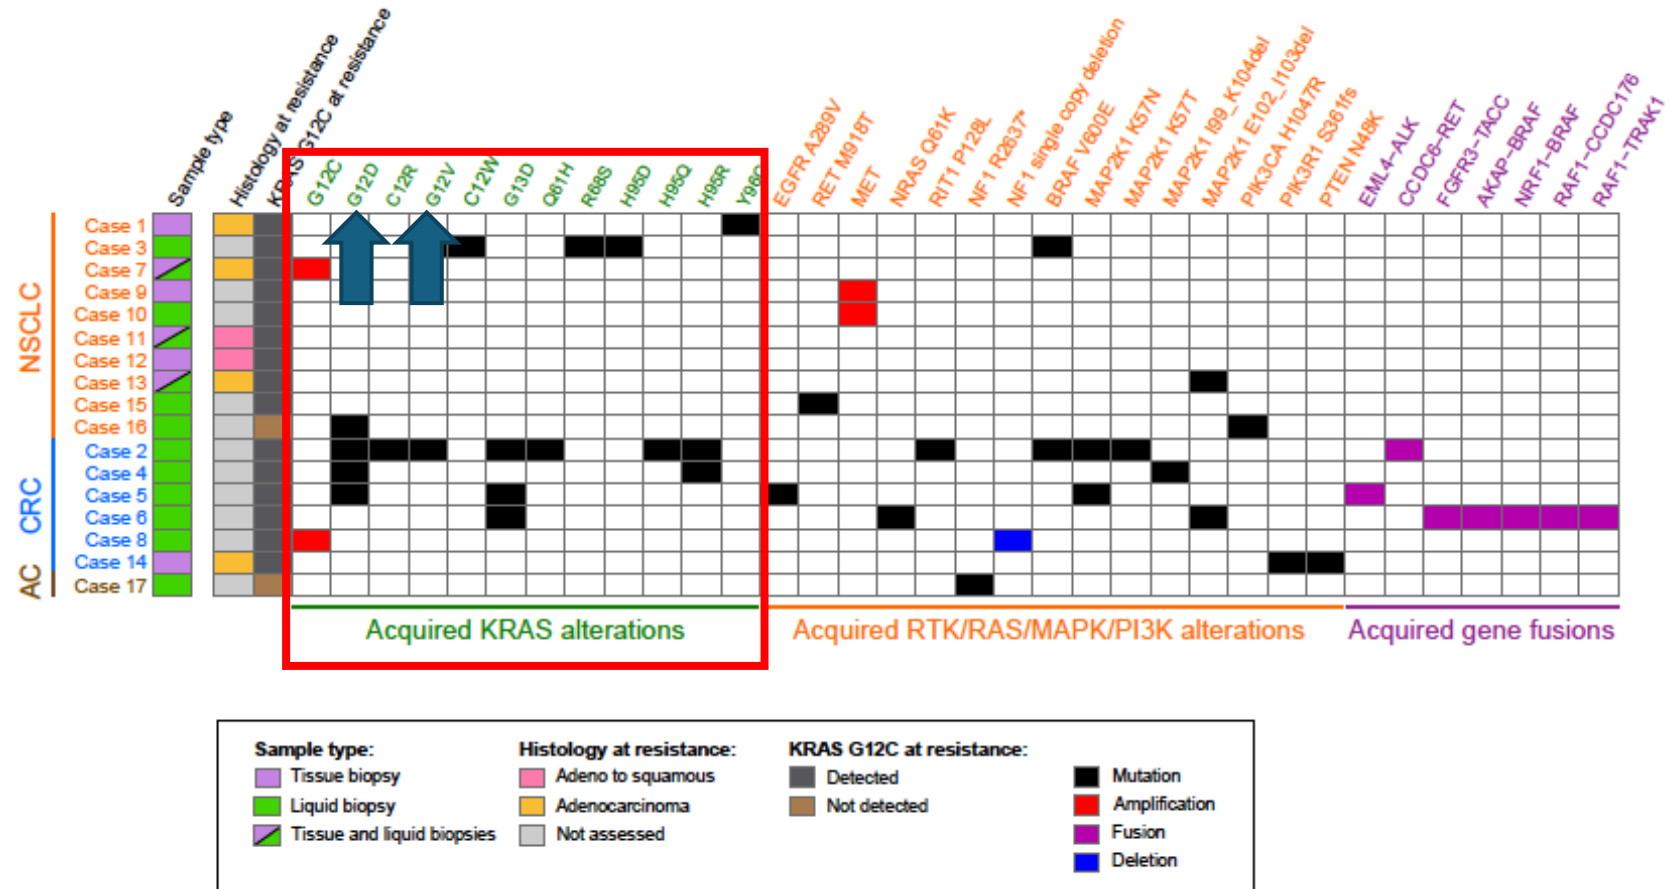 Sample type
Histology at resistance
KRAS G12C at resistance
G12C
G12D
C12R
G12V
C12W
G13D
Q61H
R68S
H95D
H95Q
H95R
EGFR A289V
RET M918T
MET
NRAS Q61K
RIT1 P128L
NF1 R2637*
NF1 single copy deletion
BRAF V600E
MAP2K1 K57N
MAP2K1 K57T
MAP2K1 I99_K104del
MAP2K1 E102_I103del
PIK3CA H1047R
PIK3R1 S361fs
PTEN N48K
EML4-ALK
CCDC6-RET
FGFR3-TACC
AKAP-BRAF
NRF1-BRAF
RAF1-CCDC176
RAF1-TRAK1
NSCLC
Case 1
Case 3
Case 7
Case 9
Case 10
Case 11
Case 12
Case 13
Case 15
Case 16
CRC
Case 2
Case 4
Case 5
Case 6
Case 8
Case 14
AC
Case 17
Acquired KRAS alterations
Acquired RTK/RAS/MAPK/PI3K alterations
Acquired gene fusions
Sample type:
Tissue biopsy
Liquid biopsy
Tissue and liquid biopsies
Histology at resistance:
Adeno to squamous
Adenocarcinoma
Not assessed
KRAS G12C at resistance:
Detected
Not detected
Mutation
Amplification
Fusion
Deletion